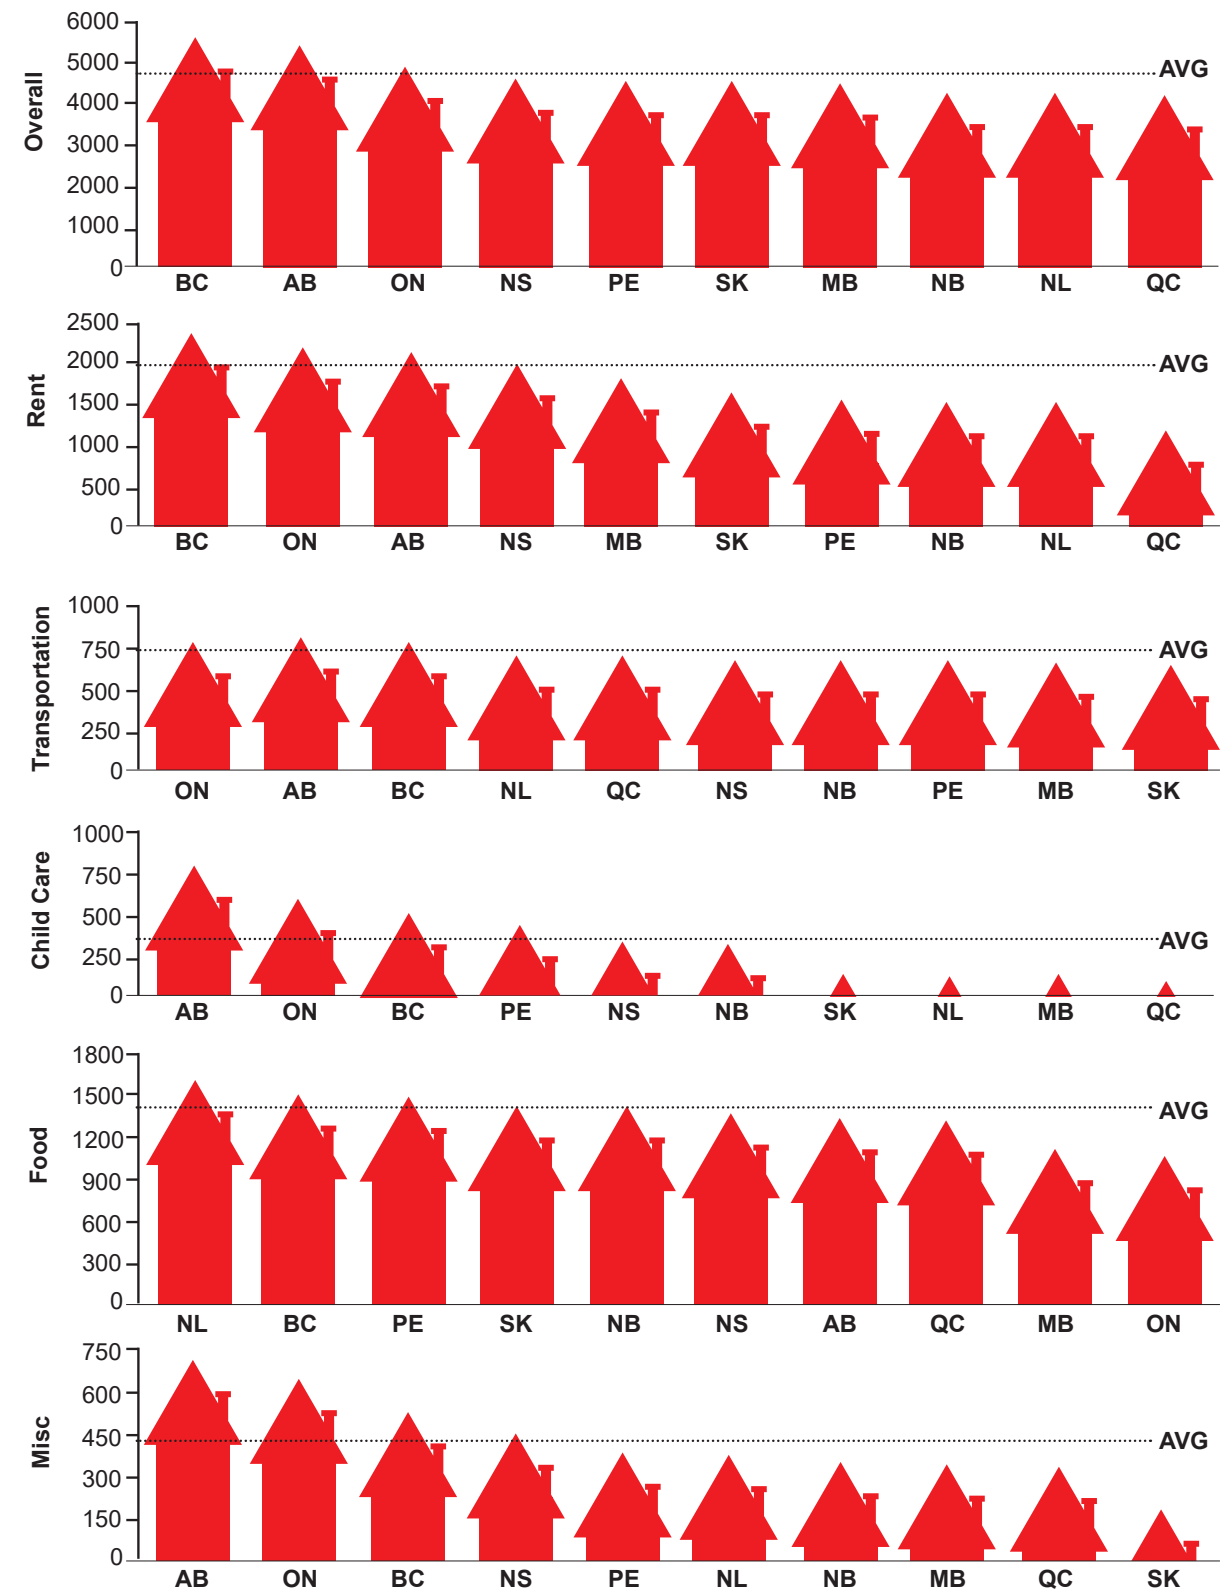 Overall
6000
5000
4000
3000
2000
1000
0
AVG
BC AB ON NS PE SK MB NB NL QC
Rent
2500
2000
1500
1000
500
0
AVG
BC ON AB NS MB SK PE NB NL QC
Transportation
1000
750
500
250
0
AVG
ON AB BC NL QC NS NB PE MB SK
Child Care
1000
750
500
250
0
AVG
AB ON BC PE NS NB SK NL MB QC
Food
1800
1500
1200
900
600
300
0
AVG
NL BC PE SK NB NS AB QC MB ON
Misc
750
600
450
300
150
0
AVG
AB ON BC NS PE NL NB MB QC SK